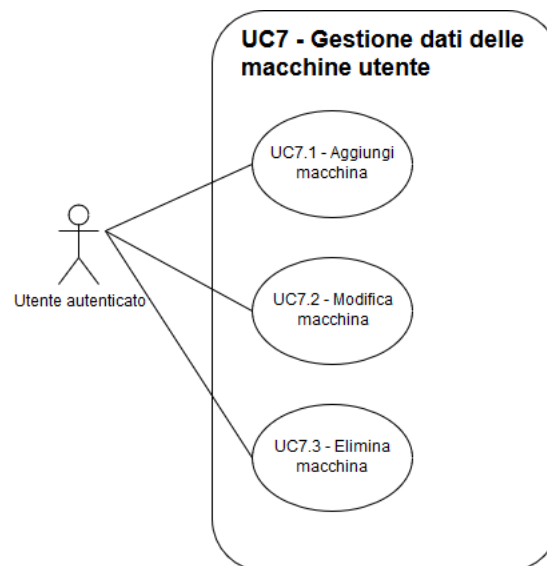 UC7 - Gestione dati delle
macchine utente
UC7.1 - Aggiungi
macchina
Utente autenticato
UC7.2 - Modifica
macchina
UC7.3 - Elimina
macchina